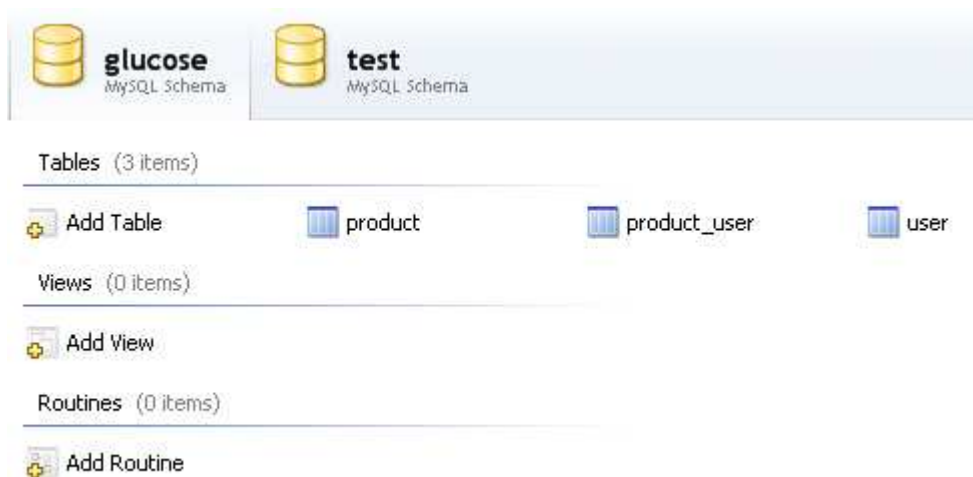 glucose
MySQL Schema
test
MySQL Schema
Tables (3 items)
Add Table product product_user user
Views (0 items)
Add View
Routines (0 items)
Add Routine